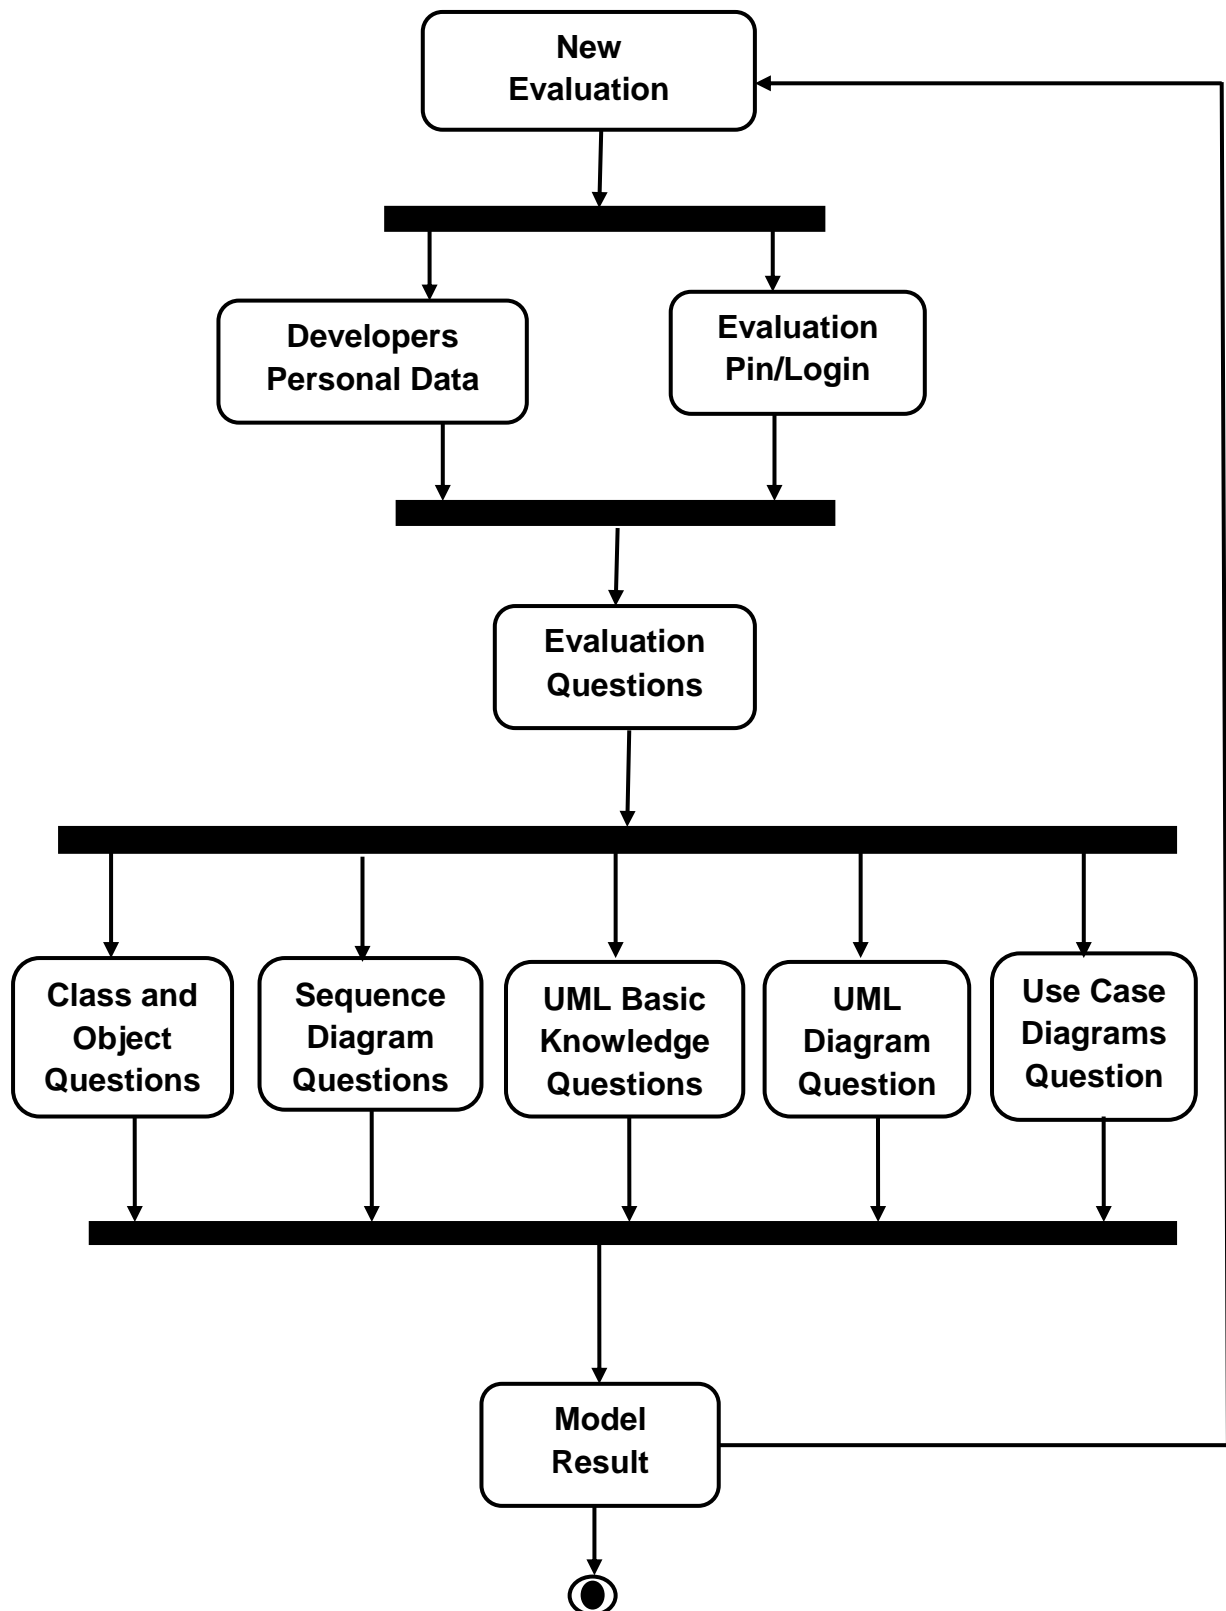 New
Evaluation
Developers
Personal Data
Evaluation
Pin/Login
Evaluation
Questions
Class and
Object
Questions
Sequence
Diagram
Questions
UML Basic
Knowledge
Questions
UML
Diagram
Question
Use Case
Diagrams
Question
Model
Result